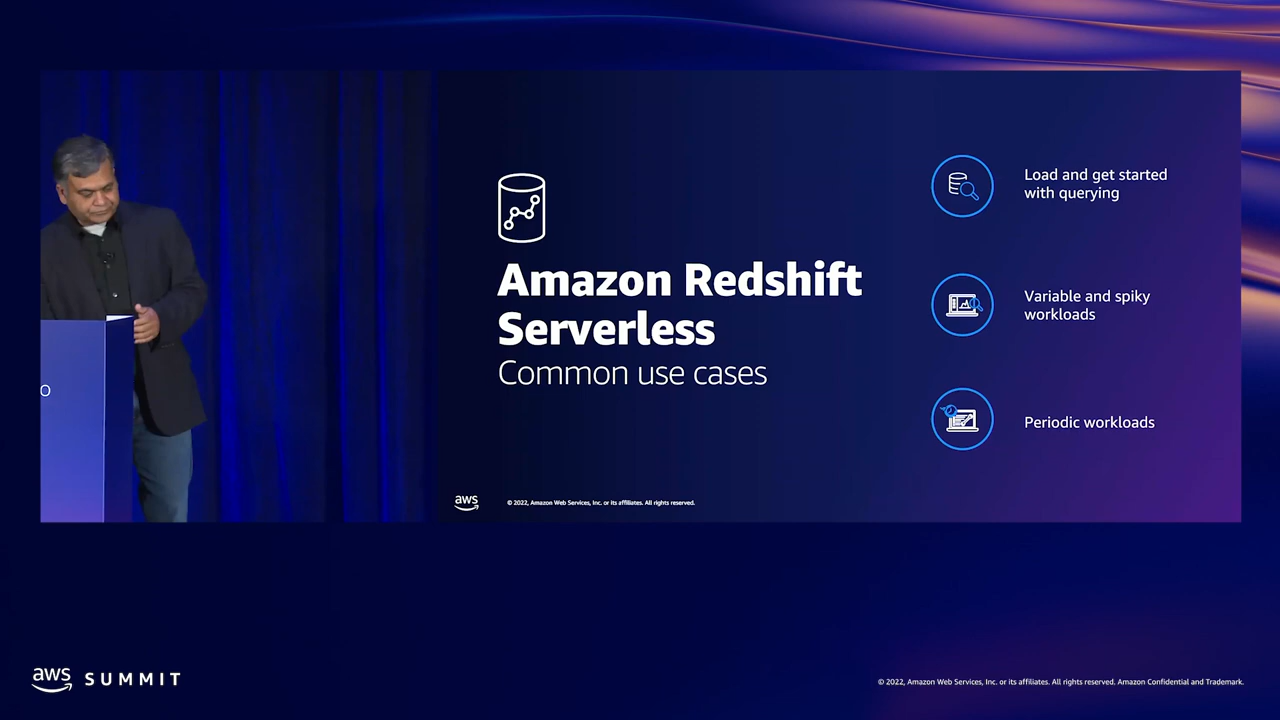 Amazon Redshift
Serverless
Common use cases
Load and get started
with querying
Variable and spiky
workloads
Periodic workloads
O
aws
© 2022, Amazon Web Services, Inc. or its affiliates. All rights reserved.
aws SUMMIT
© 2022, Amazon Web Services, Inc. or its affiliates. All rights reserved. Amazon Confidential and Trademark.